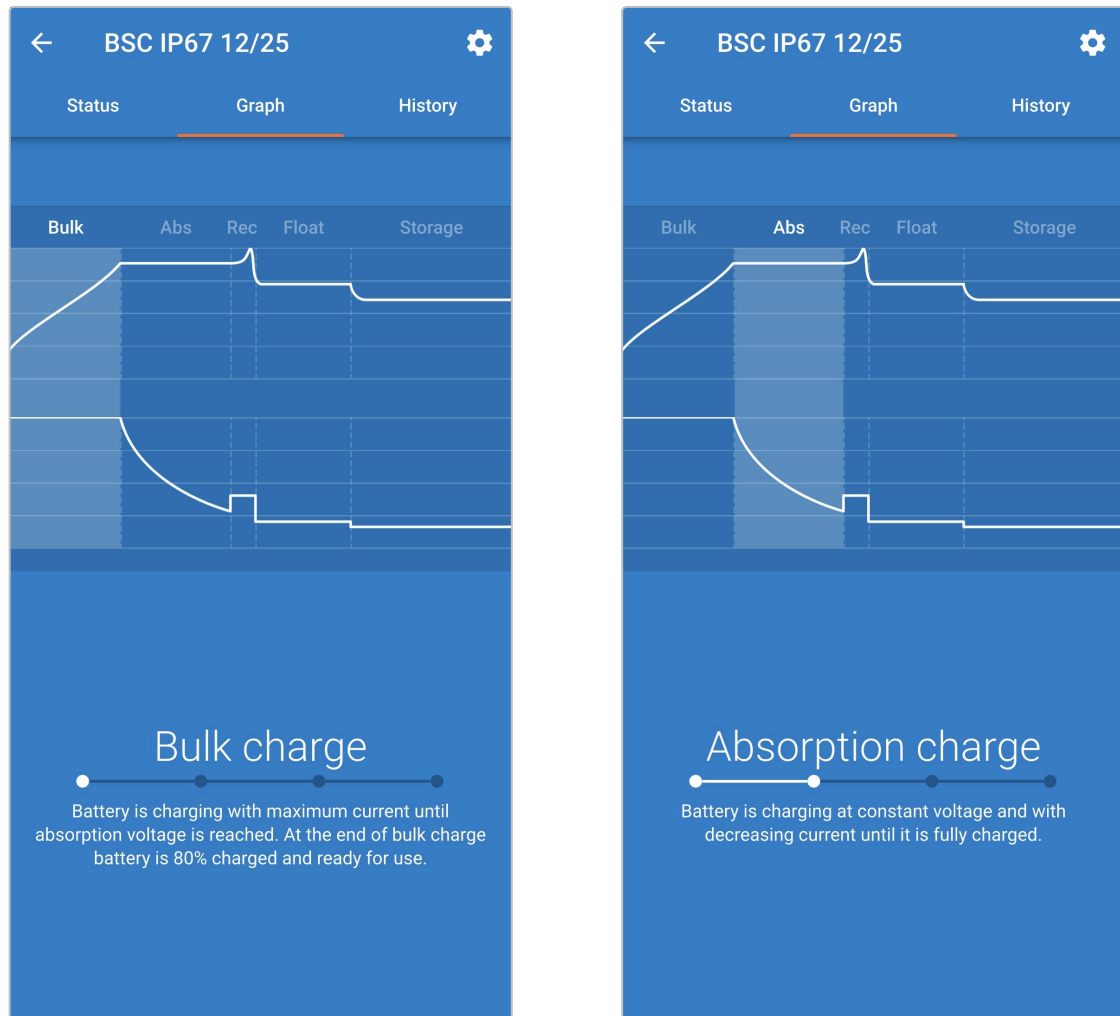 BSC IP67 12/25
Status Graph History
Bulk Abs Rec Float Storage
Bulk charge
Battery is charging with maximum current until
absorption voltage is reached. At the end of bulk charge
battery is 80% charged and ready for use.
BSC IP67 12/25
Status Graph History
Bulk Abs Rec Float Storage
Absorption charge
Battery is charging at constant voltage and with
decreasing current until it is fully charged.